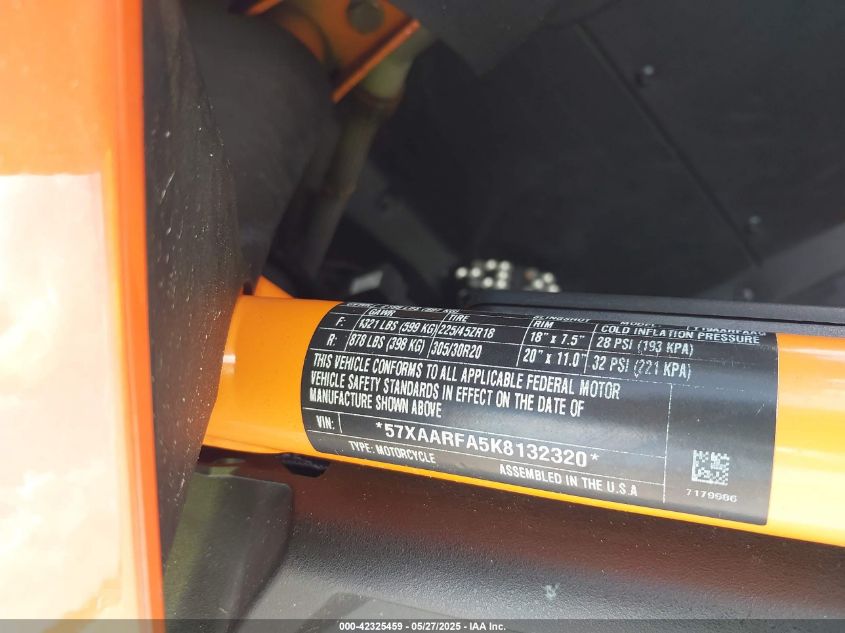 SLINGSHOT
GAWR TIRE RIM COLD INFLATION PRESSURE
F: 1321 LBS (599 KG) 225/45ZR18 18" x 7.5" 28 PSI (193 KPA)
R: 878 LBS (398 KG) 305/30R20 20" x 11.0" 32 PSI (221 KPA)
THIS VEHICLE CONFORMS TO ALL APPLICABLE FEDERAL MOTOR
VEHICLE SAFETY STANDARDS IN EFFECT ON THE DATE OF
MANUFACTURE SHOWN ABOVE
VIN: *57XAARFA5K8132320*
TYPE: MOTORCYCLE ASSEMBLED IN THE U.S.A
7179986
000-42325459 - 05/27/2025 - IAA Inc.